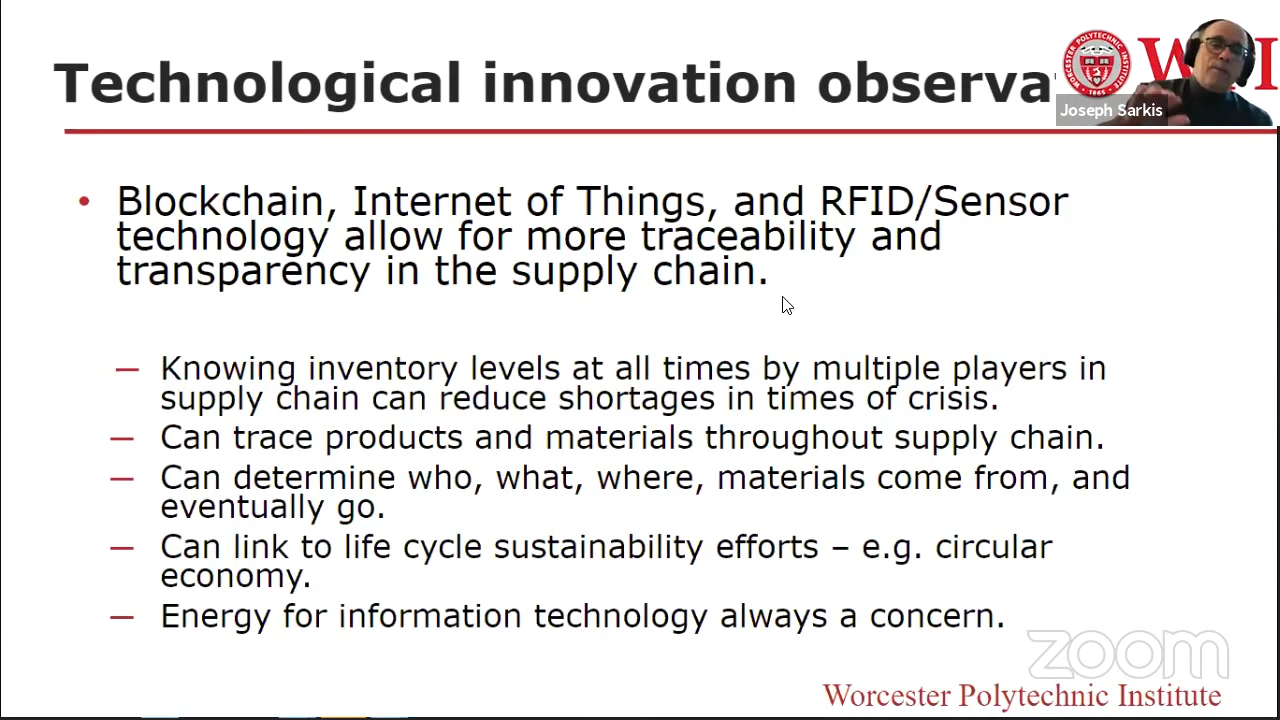 Technological innovation observa
WORCESTER POLYTECHNIC INSTITUTE
1865
W I
Joseph Sarkis
• Blockchain, Internet of Things, and RFID/Sensor
technology allow for more traceability and
transparency in the supply chain.
– Knowing inventory levels at all times by multiple players in
supply chain can reduce shortages in times of crisis.
– Can trace products and materials throughout supply chain.
– Can determine who, what, where, materials come from, and
eventually go.
– Can link to life cycle sustainability efforts – e.g. circular
economy.
– Energy for information technology always a concern.
zoom
Worcester Polytechnic Institute